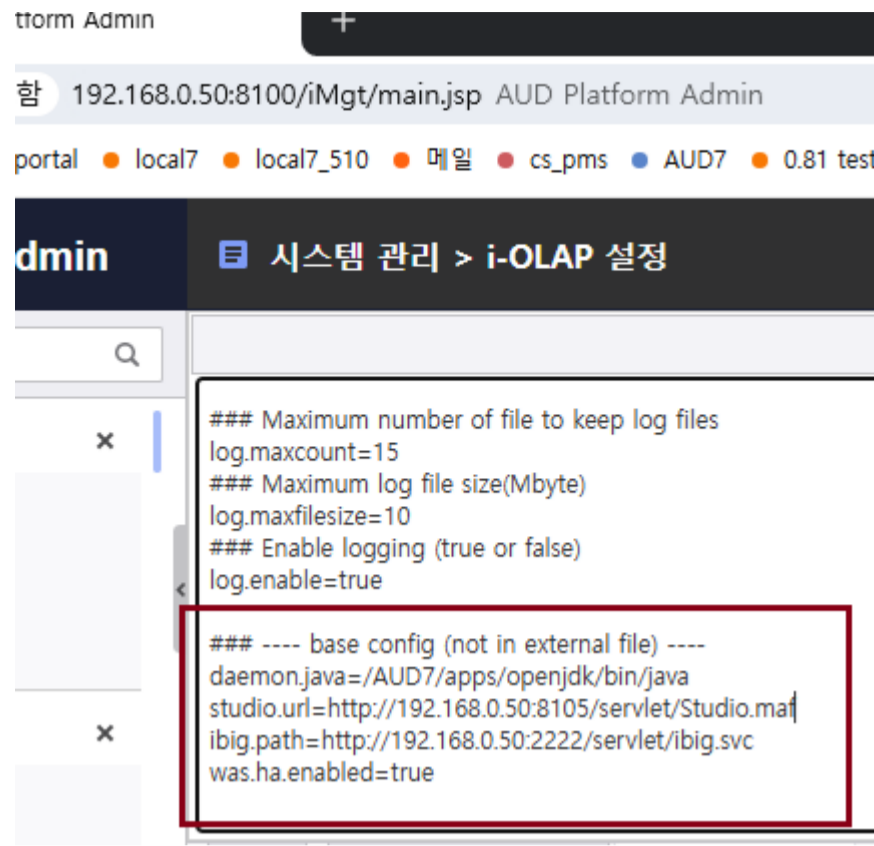 tform Admin
+
함 192.168.0.50:8100/iMgt/main.jsp AUD Platform Admin
portal local7 local7_510 메일 cs_pms AUD7 0.81 test
dmin
시스템 관리 > i-OLAP 설정
### Maximum number of file to keep log files
log.maxcount=15
### Maximum log file size(Mbyte)
log.maxfilesize=10
### Enable logging (true or false)
log.enable=true
### ---- base config (not in external file) ----
daemon.java=/AUD7/apps/openjdk/bin/java
studio.url=http://192.168.0.50:8105/servlet/Studio.maf
ibig.path=http://192.168.0.50:2222/servlet/ibig.svc
was.ha.enabled=true